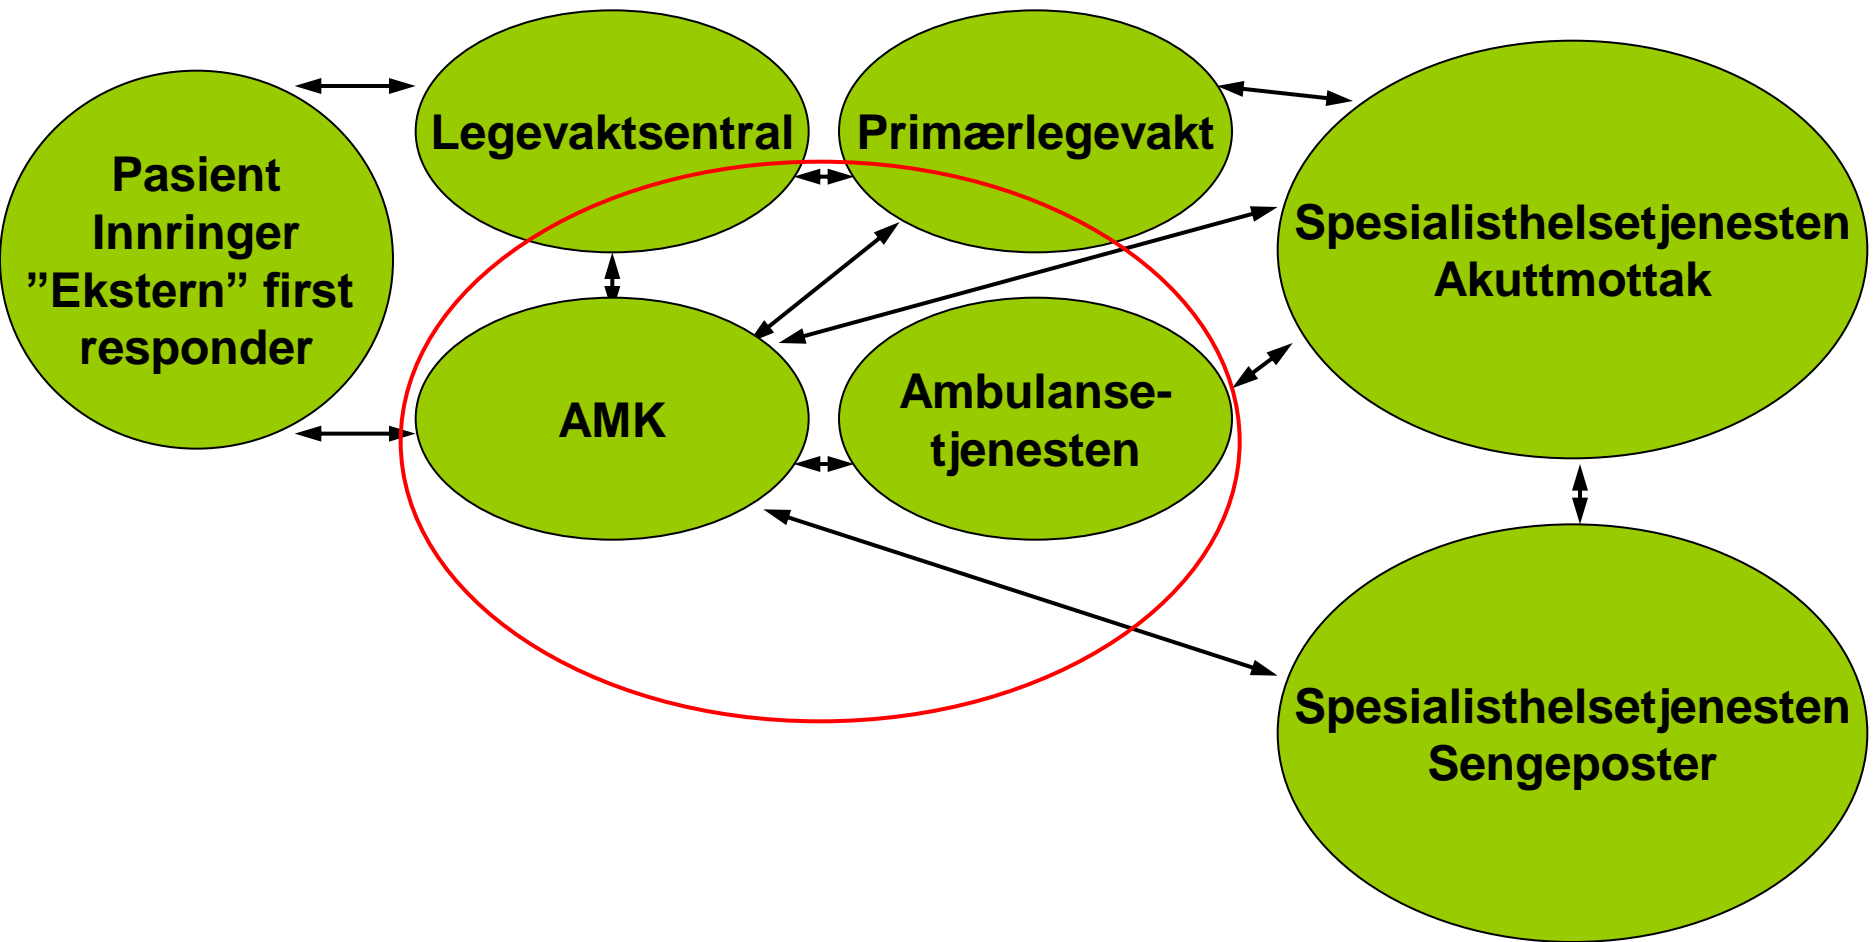 Pasient
Innringer
”Ekstern” first
responder
Legevaktsentral
Primærlegevakt
AMK
Ambulanse-
tjenesten
Spesialisthelsetjenesten
Akuttmottak
Spesialisthelsetjenesten
Sengeposter